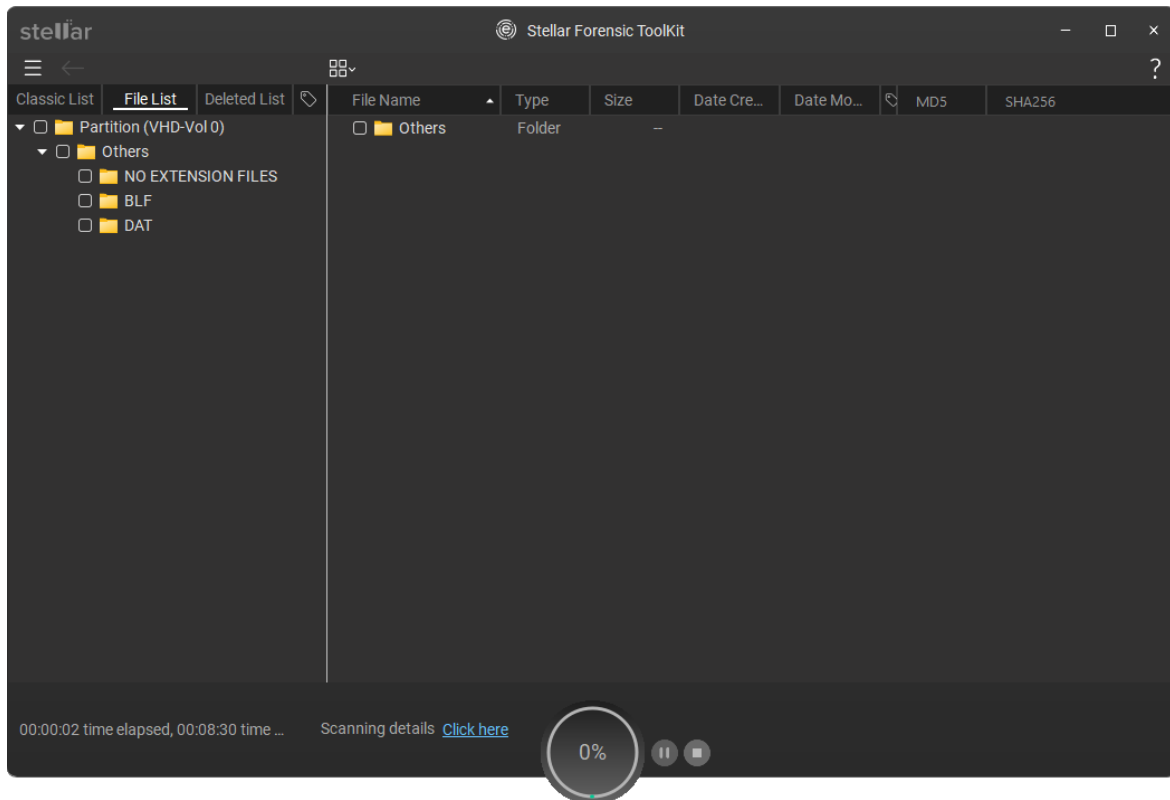 stellar
Stellar Forensic ToolKit
?
Classic List File List Deleted List
File Name Type Size Date Cre... Date Mo... MD5 SHA256
Partition (VHD-Vol 0)
Others
NO EXTENSION FILES
BLF
DAT
Others Folder --
00:00:02 time elapsed, 00:08:30 time ...
Scanning details Click here
0%